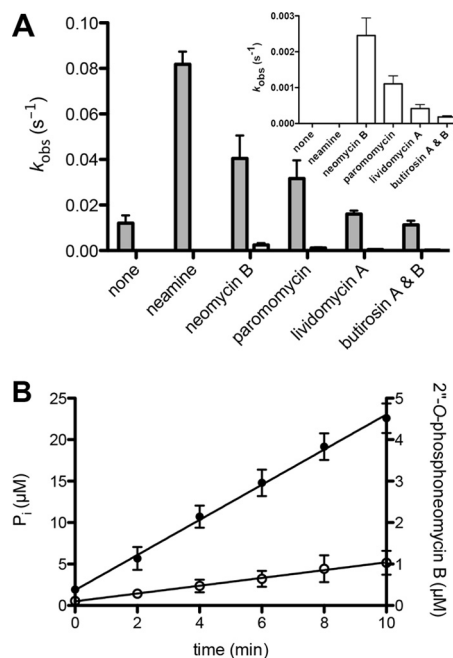 A
k_obs (s⁻¹)
0.10
0.08
0.06
0.04
0.02
0.00
none
neamine
neomycin B
paromomycin
lividomycin A
butirosin A & B
k_obs (s⁻¹)
0.003
0.002
0.001
0.000
none
neamine
neomycin B
paromomycin
lividomycin A
butirosin A & B
B
P_i (µM)
25
20
15
10
5
0
0
2
4
6
8
10
time (min)
5
4
3
2
1
0
2"-O-phosphoneomycin B
(µM)